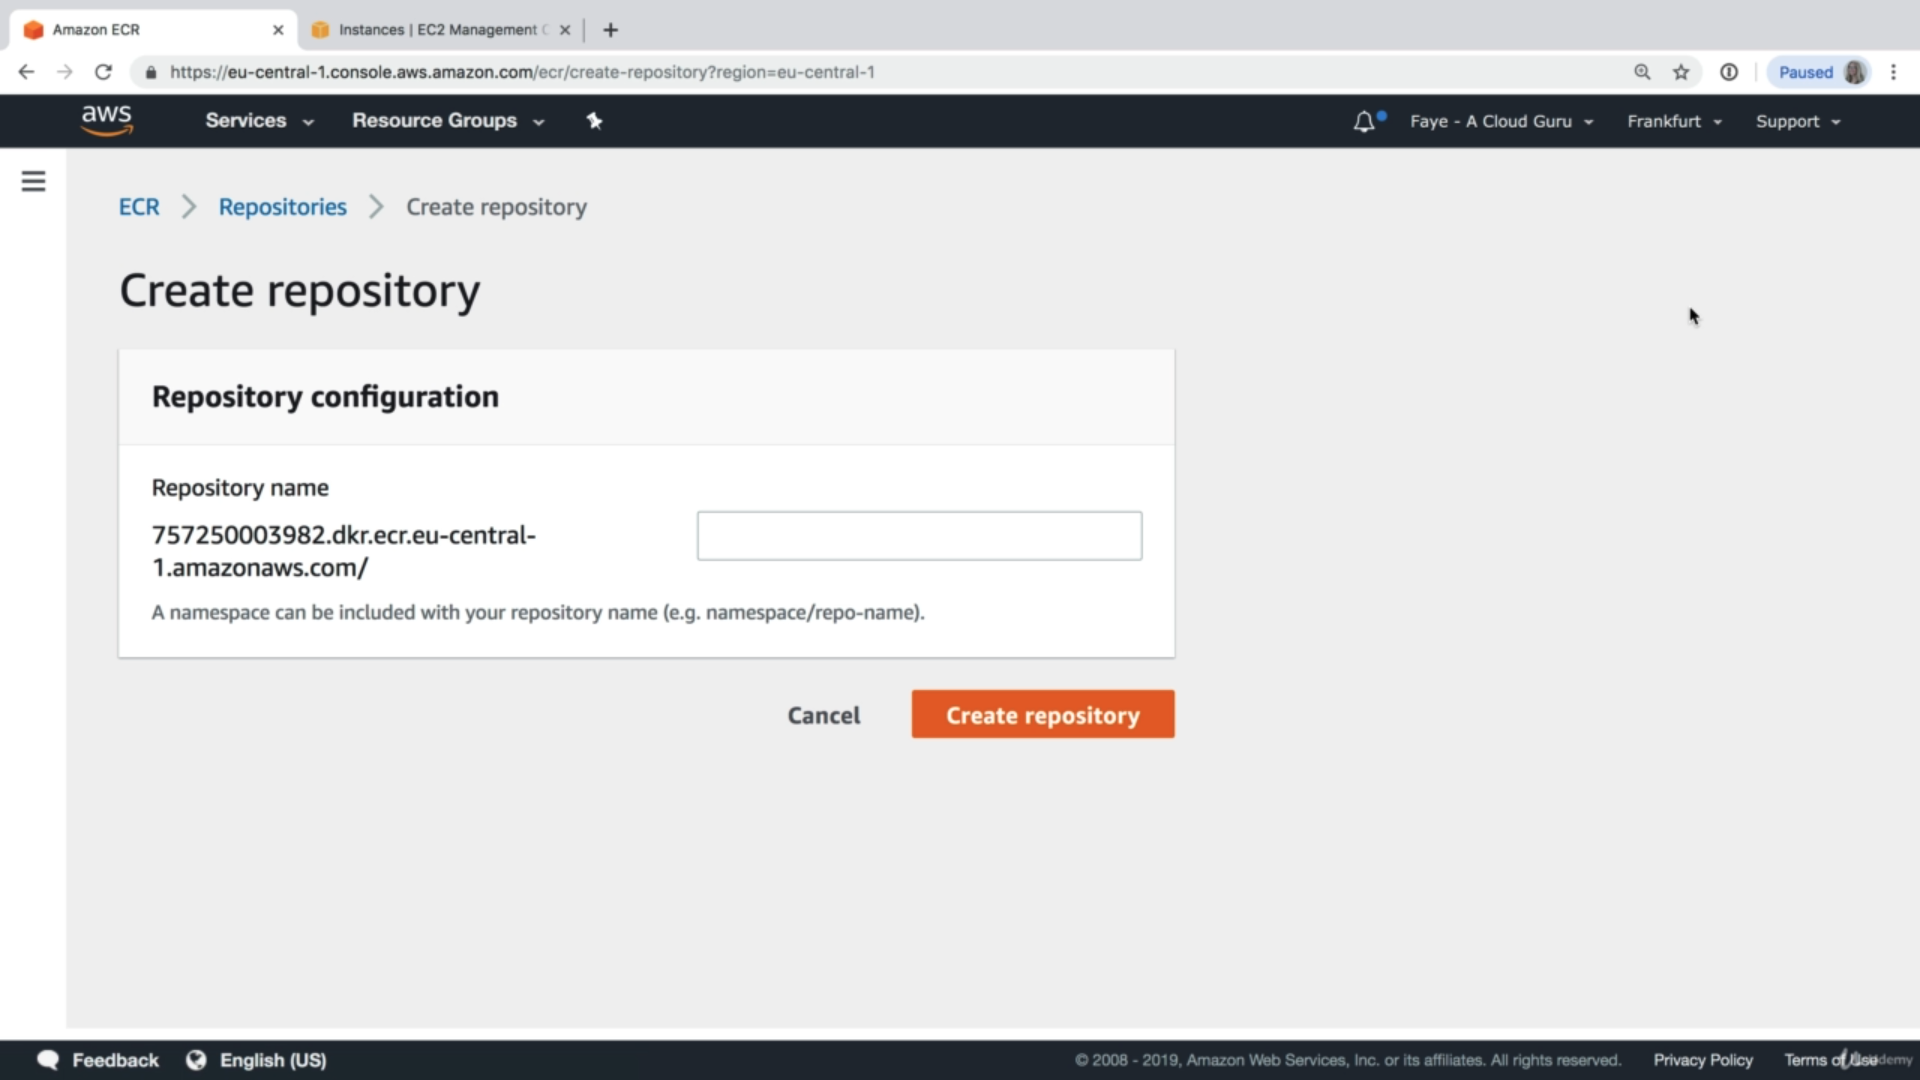 Amazon ECR
Instances | EC2 Management
https://eu-central-1.console.aws.amazon.com/ecr/create-repository?region=eu-central-1
Paused
aws
Services
Resource Groups
Faye - A Cloud Guru
Frankfurt
Support
ECR
Repositories
Create repository
Create repository
Repository configuration
Repository name
757250003982.dkr.ecr.eu-central-
1.amazonaws.com/
A namespace can be included with your repository name (e.g. namespace/repo-name).
Cancel
Create repository
Feedback
English (US)
© 2008 - 2019, Amazon Web Services, Inc. or its affiliates. All rights reserved.
Privacy Policy
Terms of Use